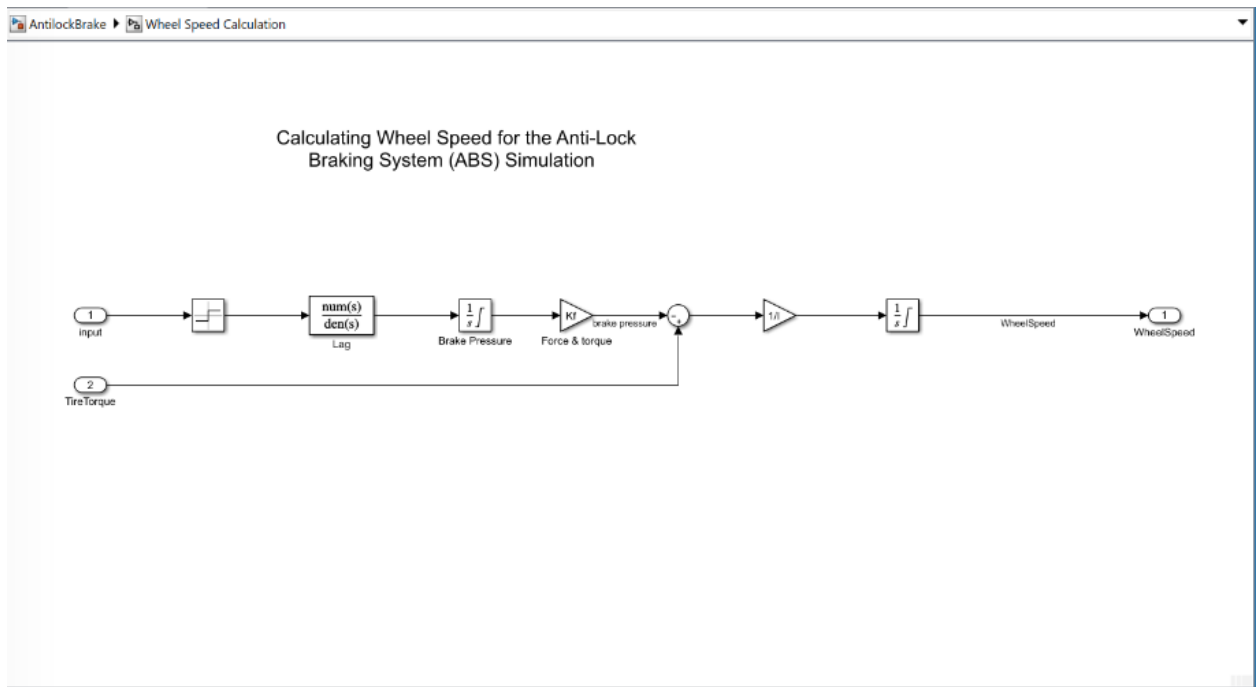 AntilockBrake Wheel Speed Calculation
Calculating Wheel Speed for the Anti-Lock
Braking System (ABS) Simulation
1
input
num(s)
den(s)
Lag
1
s
Brake Pressure
Kf
Force & torque
brake pressure
1/I
1
s
WheelSpeed
1
WheelSpeed
2
TireTorque